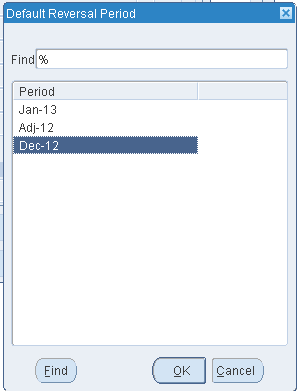 Default Reversal Period
Find %
Period
Jan-13
Adj-12
Dec-12
Find OK Cancel